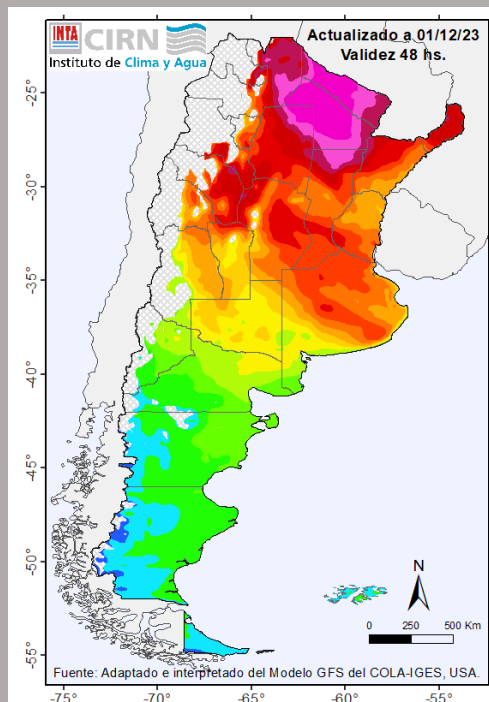 INTA CIRN
Instituto de Clima y Agua
Actualizado a 01/12/23
Validez 48 hs.
-25°
-30°
-35°
-40°
-45°
-50°
-55°
N
0 250 500 Km
Fuente: Adaptado e interpretado del Modelo GFS del COLA-IGES, USA.
-75° -70° -65° -60° -55°